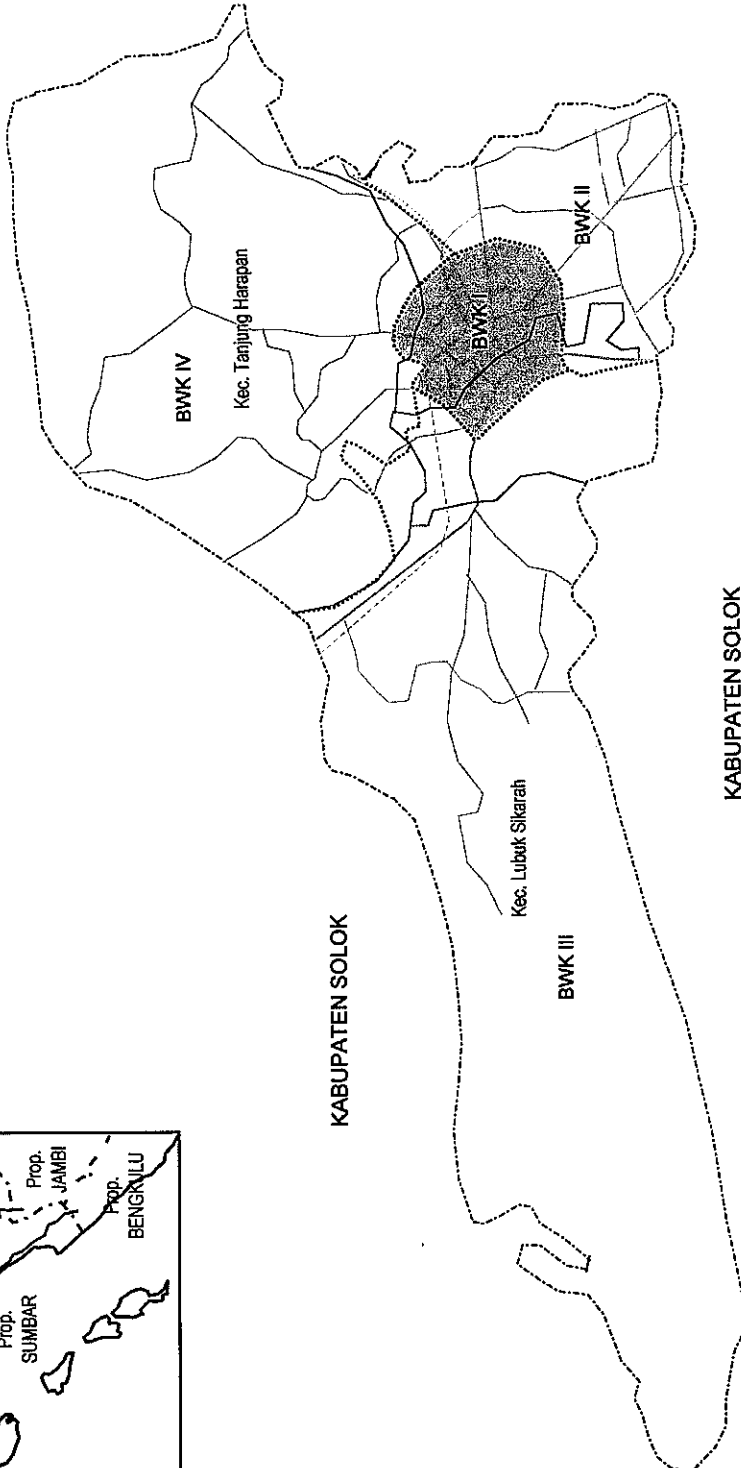 Prop.
SUMBAR
Prop.
JAMBI
Prop.
BENGKULU
KABUPATEN SOLOK
BWK IV
Kec. Tanjung Harapan
BWK I
BWK II
Kec. Lubuk Sikarah
BWK III
KABUPATEN SOLOK